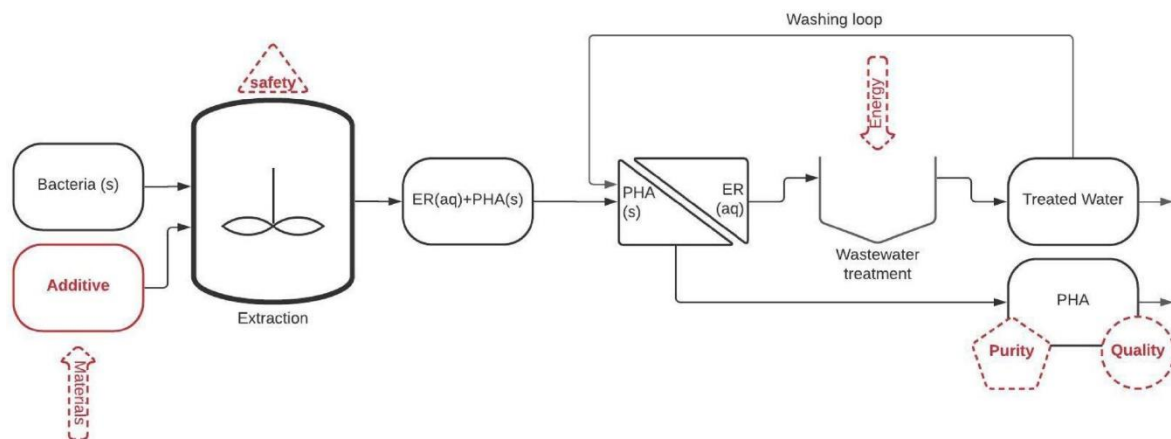 Washing loop
safety
Energy
Bacteria (s)
ER(aq)+PHA(s)
PHA
(s)
ER
(aq)
Treated Water
Wastewater
treatment
Additive
Extraction
PHA
Purity
Quality
Materials